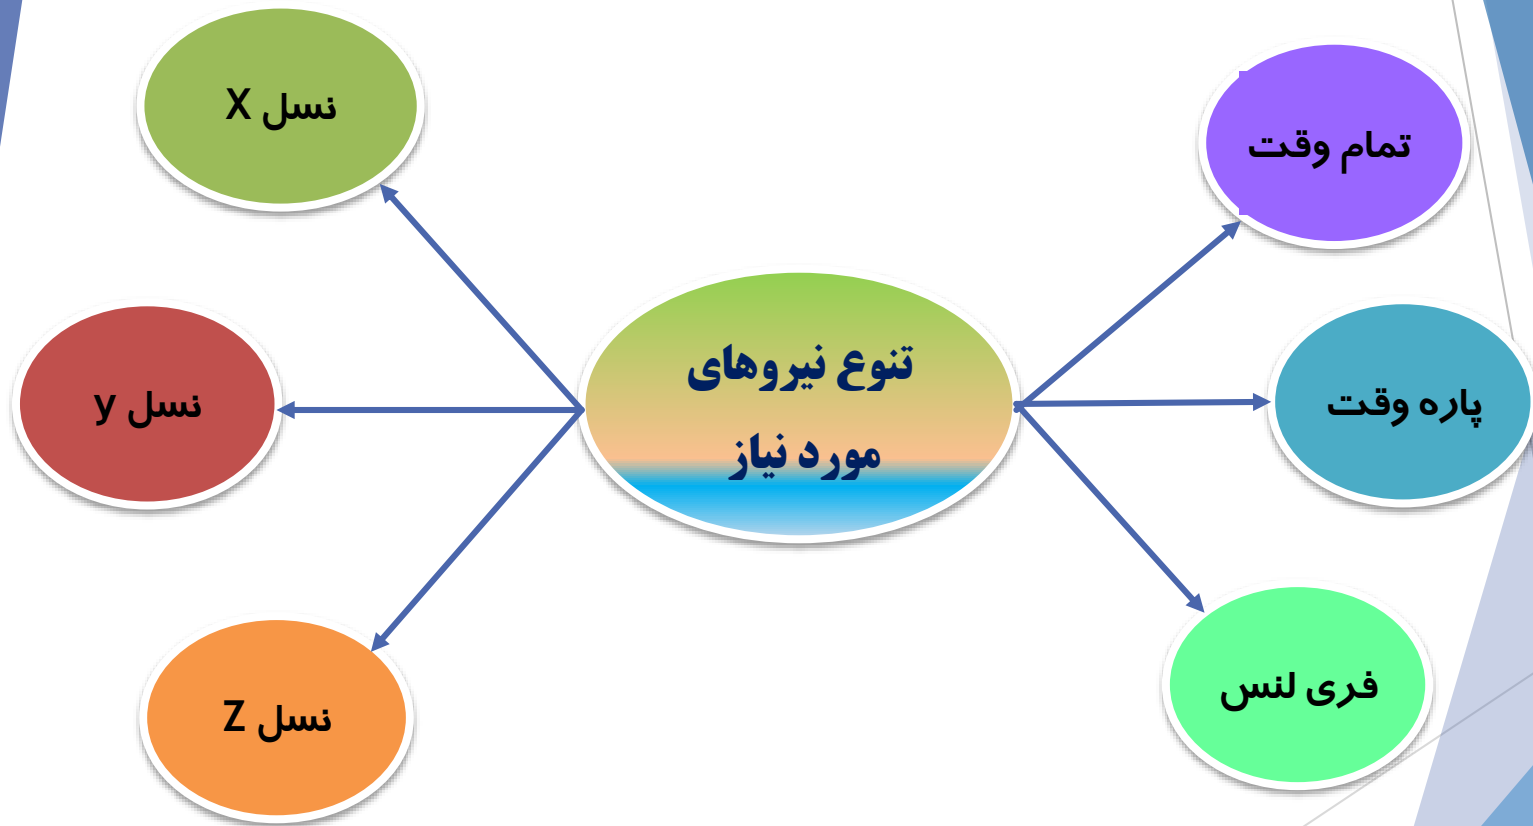 تنوع نیروهای
مورد نیاز
تمام وقت
پاره وقت
فری لنس
نسل X
نسل y
نسل Z